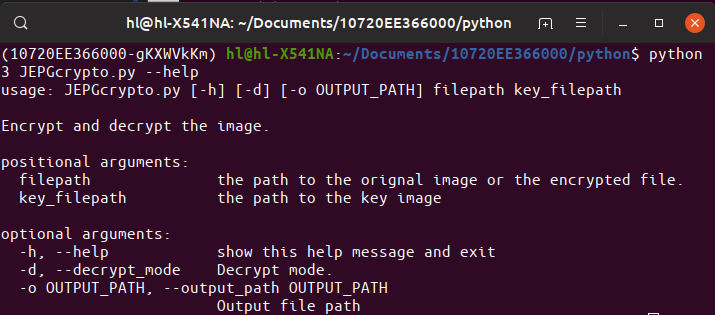 hl@hl-X541NA: ~/Documents/10720EE366000/python
(10720EE366000-gKXWVkKm) hl@hl-X541NA:~/Documents/10720EE366000/python$ python
3 JEPGcrypto.py --help
usage: JEPGcrypto.py [-h] [-d] [-o OUTPUT_PATH] filepath key_filepath
Encrypt and decrypt the image.
positional arguments:
filepath the path to the orignal image or the encrypted file.
key_filepath the path to the key image
optional arguments:
-h, --help show this help message and exit
-d, --decrypt_mode Decrypt mode.
-o OUTPUT_PATH, --output_path OUTPUT_PATH
Output file path